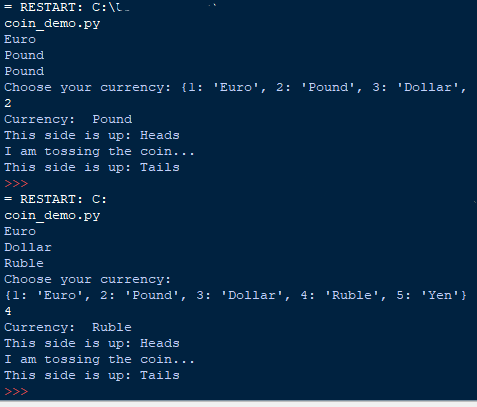 = RESTART: C:\
coin_demo.py
Euro
Pound
Pound
Choose your currency: {1: 'Euro', 2: 'Pound', 3: 'Dollar',
2
Currency:  Pound
This side is up: Heads
I am tossing the coin...
This side is up: Tails
>>>
= RESTART: C:
coin_demo.py
Euro
Dollar
Ruble
Choose your currency:
{1: 'Euro', 2: 'Pound', 3: 'Dollar', 4: 'Ruble', 5: 'Yen'}
4
Currency:  Ruble
This side is up: Heads
I am tossing the coin...
This side is up: Tails
>>>